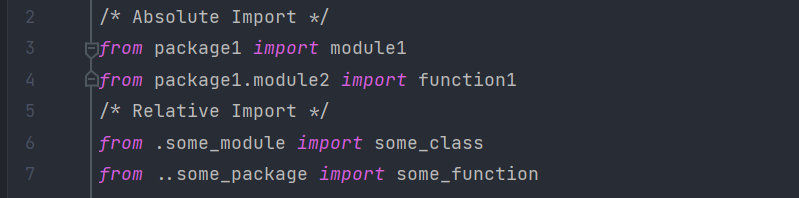 2 /* Absolute Import */
3 from package1 import module1
4 from package1.module2 import function1
5 /* Relative Import */
6 from .some_module import some_class
7 from ..some_package import some_function